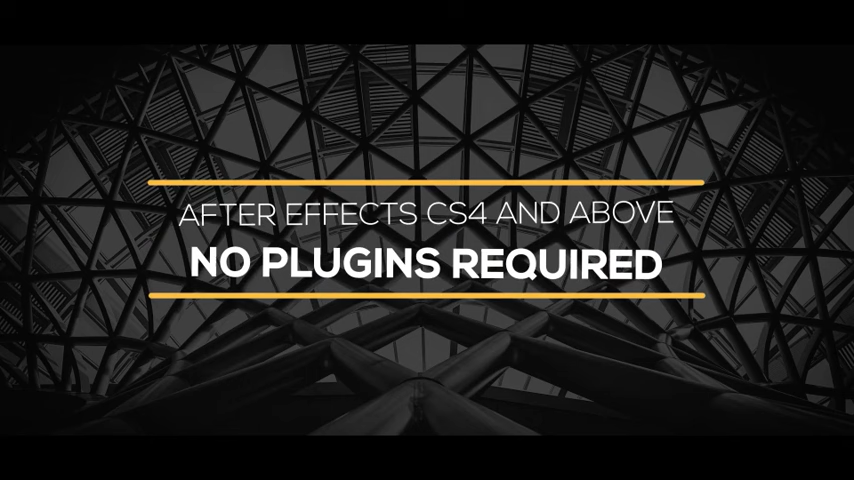 AFTER EFFECTS CS4 AND ABOVE
NO PLUGINS REQUIRED